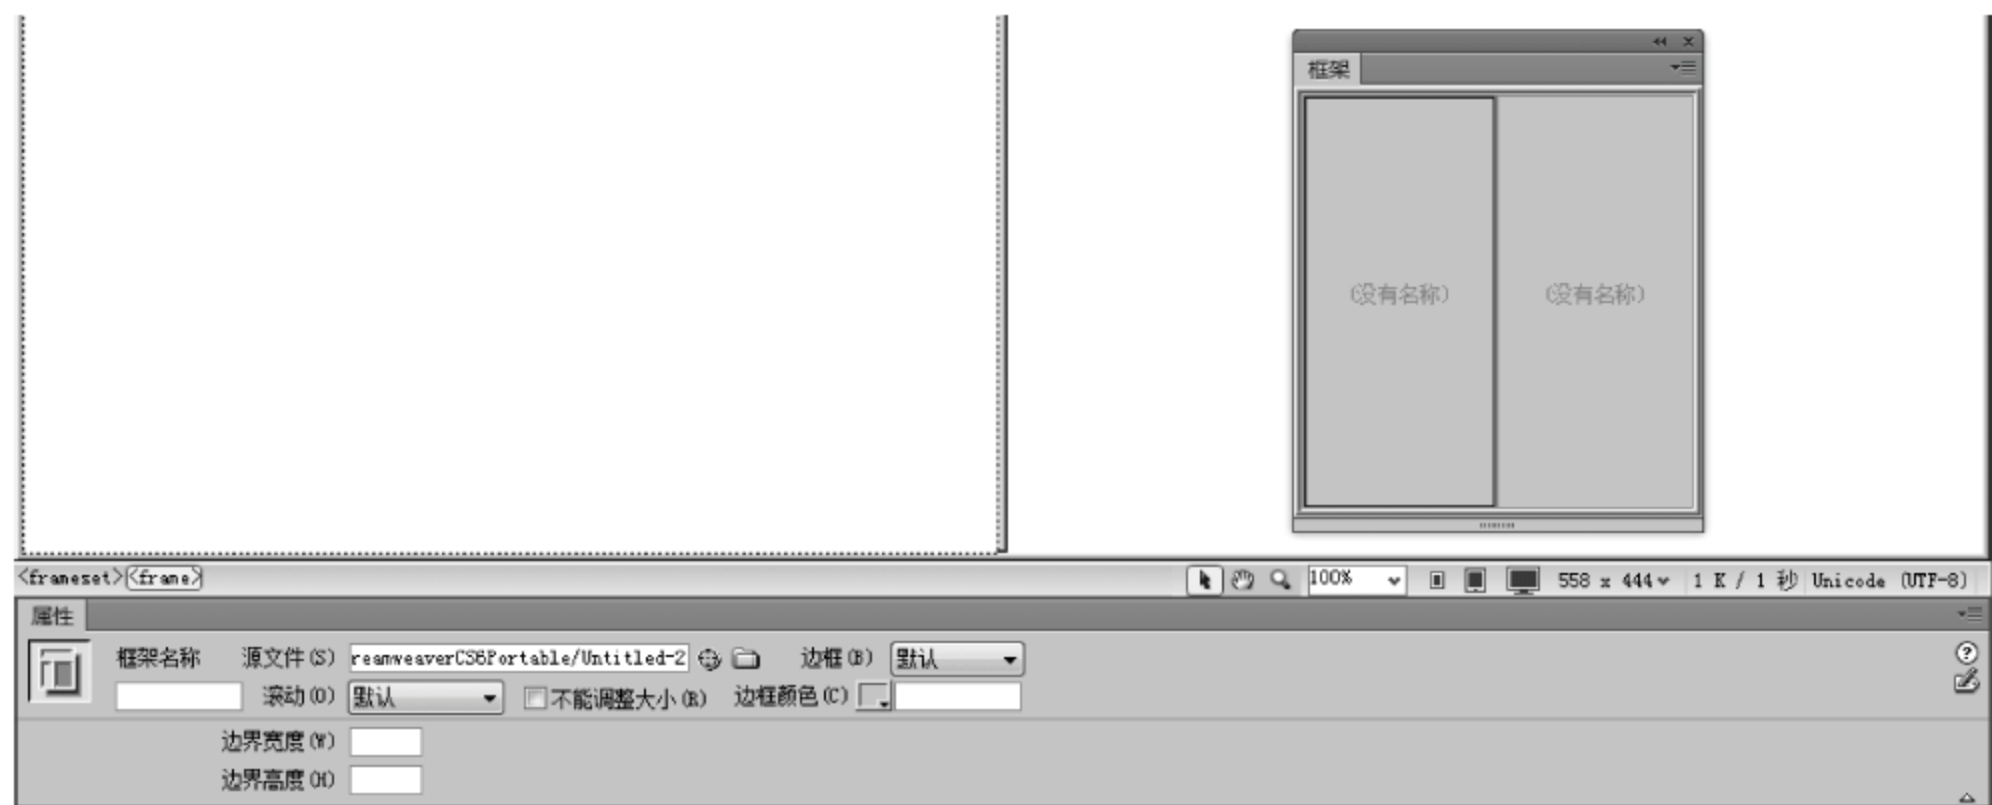 框架
(没有名称) (没有名称)
<frameset><frame> 100% 558 x 444 1 K / 1 秒 Unicode (UTF-8)
属性
框架名称 源文件(S) reamweaverCS6Portable/Untitled-2 边框(B) 默认
滚动(O) 默认 不能调整大小(R) 边框颜色(C)
边界宽度(W)
边界高度(H)